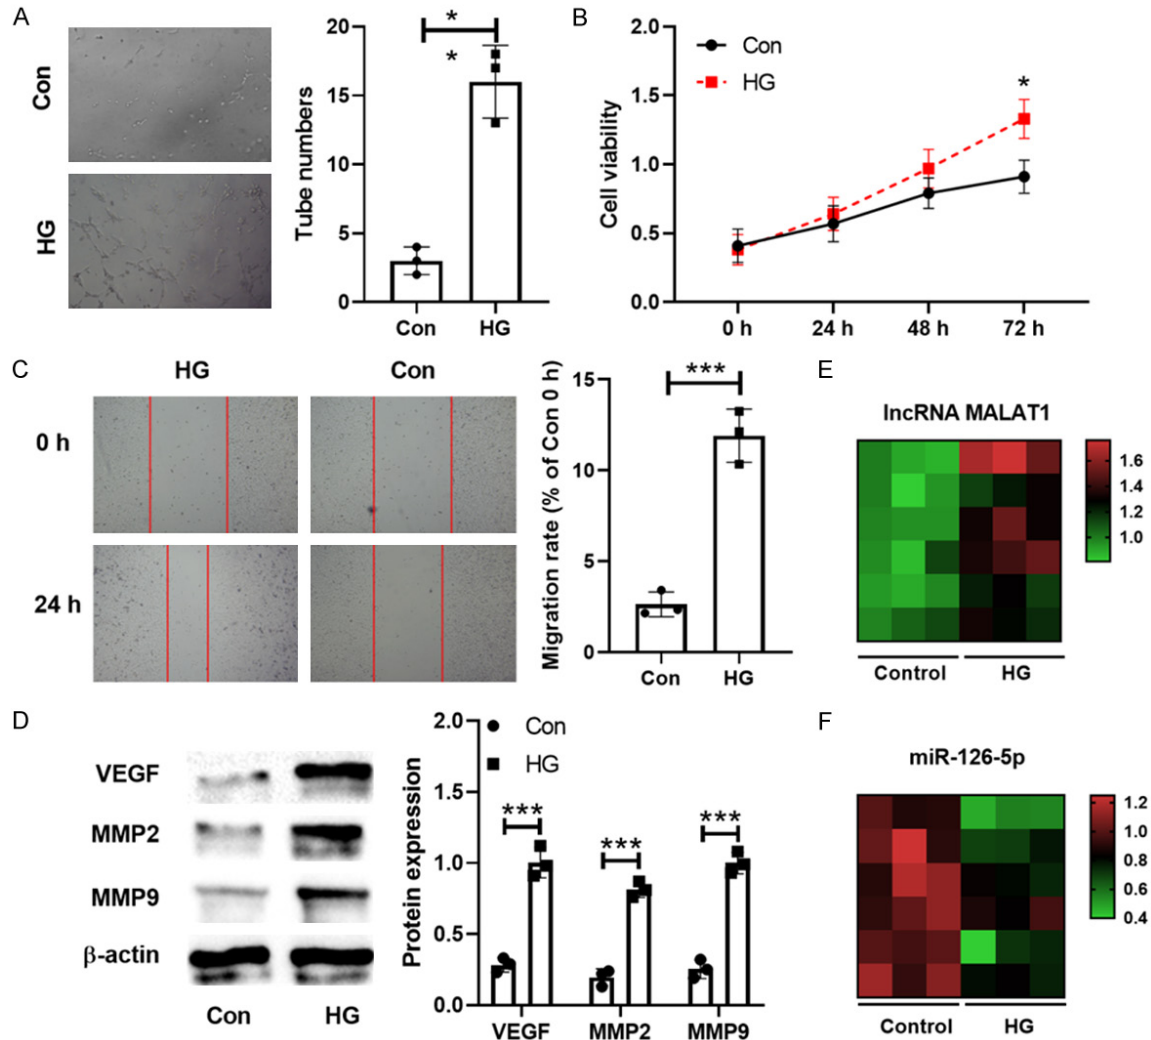 A
Con
HG
Tube numbers
20
15
10
5
0
*
*
Con
HG
B
Cell viability
2.0
1.5
1.0
0.5
0.0
Con
HG
*
0 h
24 h
48 h
72 h
C
HG
Con
0 h
24 h
Migration rate (% of Con 0 h)
15
10
5
0
***
Con
HG
E
lncRNA MALAT1
1.6
1.4
1.2
1.0
Control
HG
D
VEGF
MMP2
MMP9
β-actin
Con
HG
Protein expression
2.0
1.5
1.0
0.5
0.0
Con
HG
***
***
***
VEGF
MMP2
MMP9
F
miR-126-5p
1.2
1.0
0.8
0.6
0.4
Control
HG